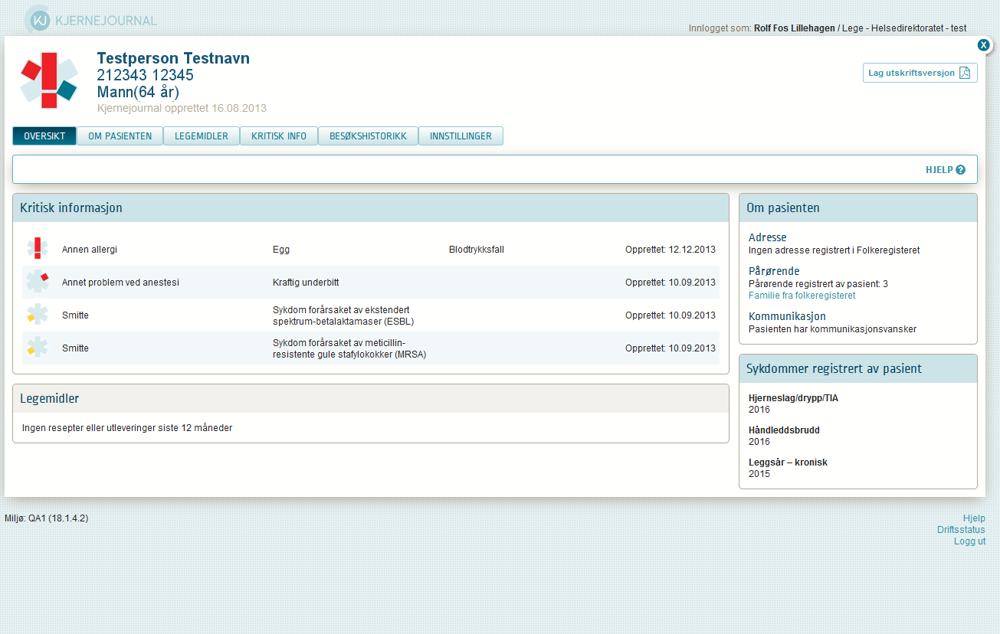 KJ KJERNEJOURNAL
Innlogget som: Rolf Fos Lillehagen / Lege - Helsedirektoratet - test
X
Testperson Testnavn
212343 12345
Mann(64 år)
Kjernejournal opprettet 16.08.2013
Lag utskriftsversjon
OVERSIKT OM PASIENTEN LEGEMIDLER KRITISK INFO BESØKSHISTORIKK INNSTILLINGER
HJELP ?
Kritisk informasjon
Annen allergi Egg Blodtrykksfall Opprettet: 12.12.2013
Annet problem ved anestesi Kraftig underbitt Opprettet: 10.09.2013
Smitte Sykdom forårsaket av ekstendert
spektrum-betalaktamaser (ESBL) Opprettet: 10.09.2013
Smitte Sykdom forårsaket av meticillin-
resistente gule stafylokokker (MRSA) Opprettet: 10.09.2013
Legemidler
Ingen resepter eller utleveringer siste 12 måneder
Om pasienten
Adresse
Ingen adresse registrert i Folkeregisteret
Pårørende
Pårørende registrert av pasient: 3
Familie fra folkeregisteret
Kommunikasjon
Pasienten har kommunikasjonsvansker
Sykdommer registrert av pasient
Hjerneslag/drypp/TIA
2016
Håndleddsbrudd
2016
Leggsår – kronisk
2015
Miljø: QA1 (18.1.4.2)
Hjelp
Driftsstatus
Logg ut